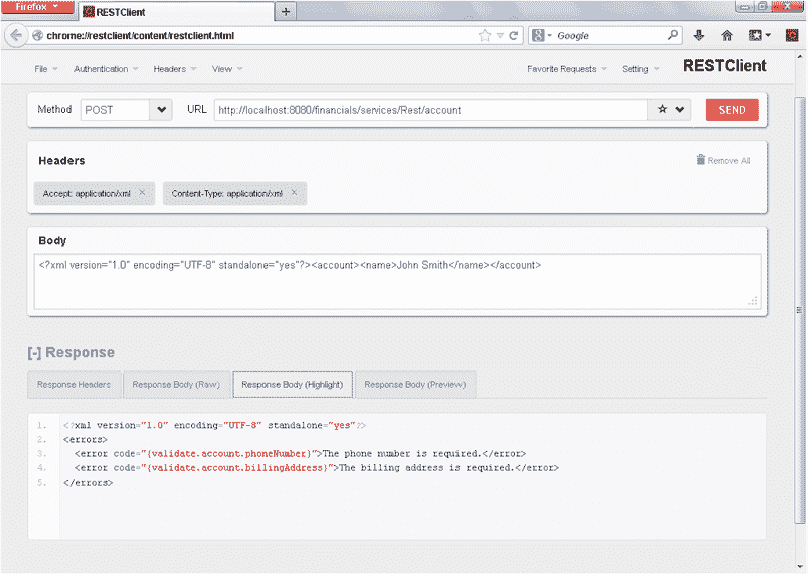 Firefox
RESTClient
chrome://restclient/content/restclient.html
Google
File Authentication Headers View Favorite Requests Setting RESTClient
Method POST URL http://localhost:8080/financials/services/Rest/account SEND
Headers Remove All
Accept: application/xml × Content-Type: application/xml ×
Body
<?xml version="1.0" encoding="UTF-8" standalone="yes"?><account><name>John Smith</name></account>
[-] Response
Response Headers Response Body (Raw) Response Body (Highlight) Response Body (Preview)
1. <?xml version="1.0" encoding="UTF-8" standalone="yes"?>
2. <errors>
3. <error code="{validate.account.phoneNumber}">The phone number is required.</error>
4. <error code="{validate.account.billingAddress}">The billing address is required.</error>
5. </errors>